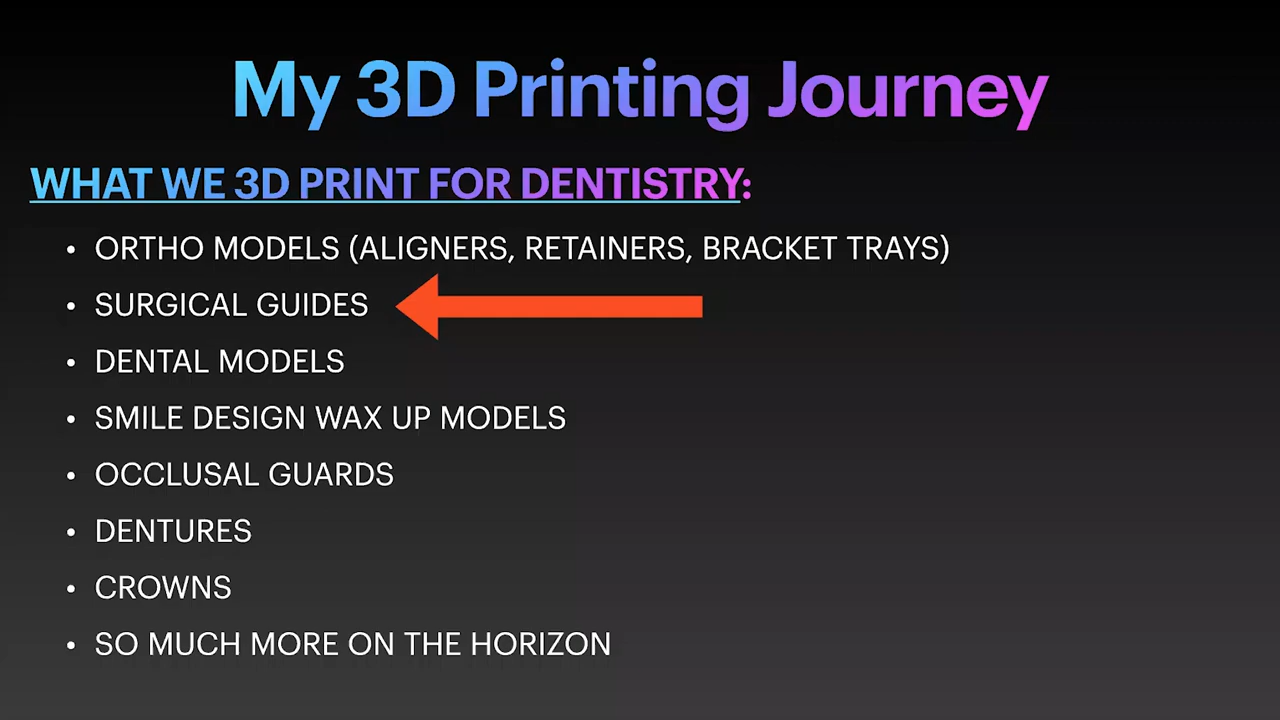 My 3D Printing Journey
WHAT WE 3D PRINT FOR DENTISTRY:
• ORTHO MODELS (ALIGNERS, RETAINERS, BRACKET TRAYS)
• SURGICAL GUIDES
• DENTAL MODELS
• SMILE DESIGN WAX UP MODELS
• OCCLUSAL GUARDS
• DENTURES
• CROWNS
• SO MUCH MORE ON THE HORIZON